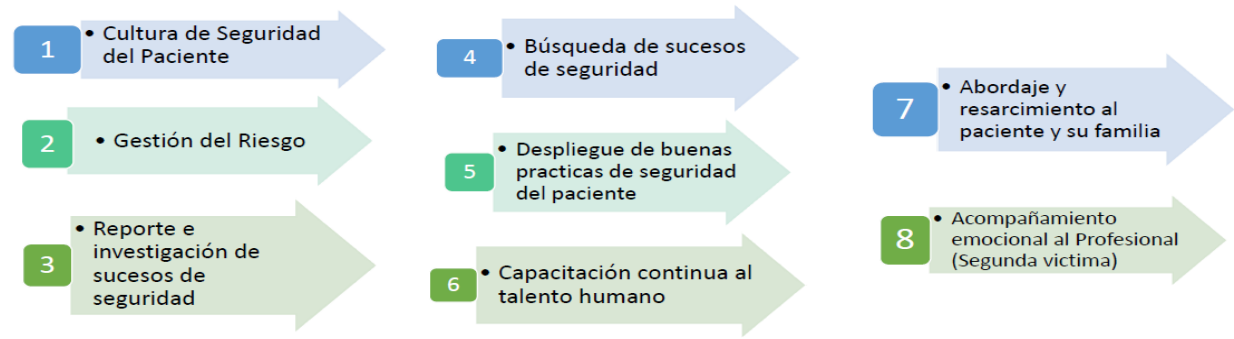 1
• Cultura de Seguridad
del Paciente
2
• Gestión del Riesgo
3
• Reporte e
investigación de
sucesos de
seguridad
4
• Búsqueda de sucesos
de seguridad
5
• Despliegue de buenas
practicas de seguridad
del paciente
6
• Capacitación continua al
talento humano
7
• Abordaje y
resarcimiento al
paciente y su familia
8
• Acompañamiento
emocional al Profesional
(Segunda victima)